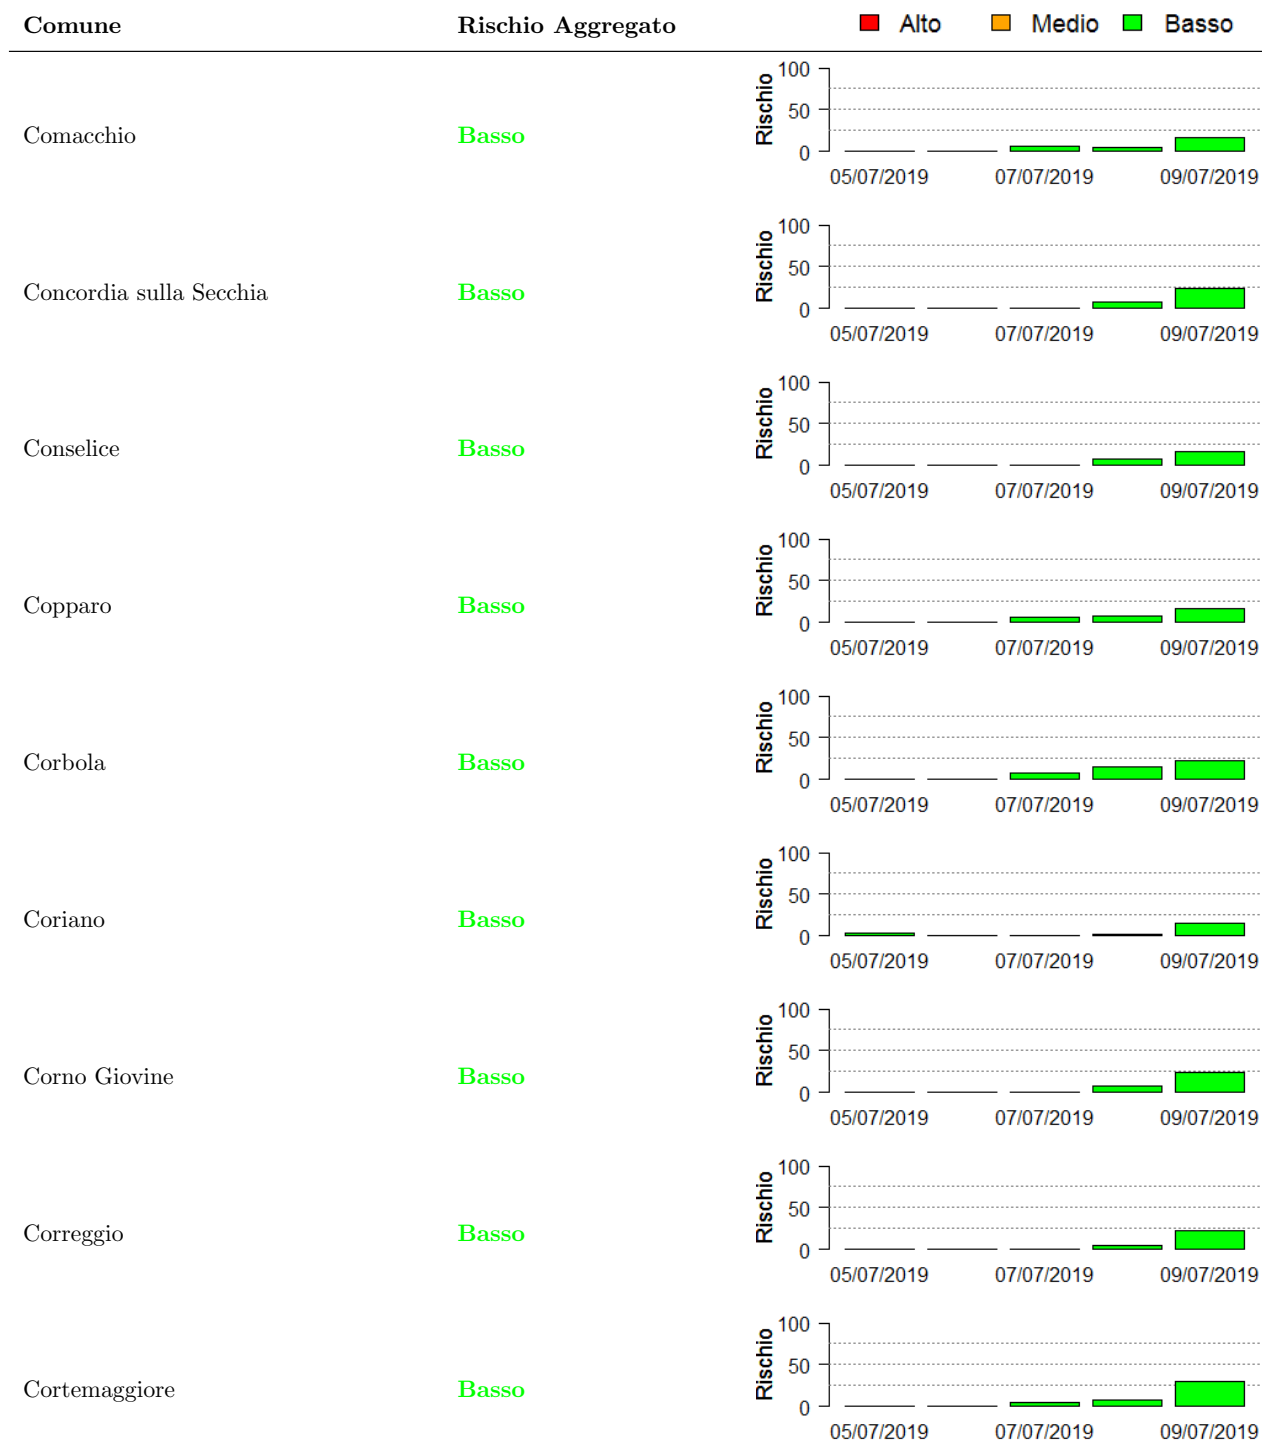 Comune Rischio Aggregato Alto Medio Basso
100
50
0
Rischio
Comacchio Basso
05/07/2019 07/07/2019 09/07/2019
100
50
0
Rischio
Concordia sulla Secchia Basso
05/07/2019 07/07/2019 09/07/2019
100
50
0
Rischio
Conselice Basso
05/07/2019 07/07/2019 09/07/2019
100
50
0
Rischio
Copparo Basso
05/07/2019 07/07/2019 09/07/2019
100
50
0
Rischio
Corbola Basso
05/07/2019 07/07/2019 09/07/2019
100
50
0
Rischio
Coriano Basso
05/07/2019 07/07/2019 09/07/2019
100
50
0
Rischio
Corno Giovine Basso
05/07/2019 07/07/2019 09/07/2019
100
50
0
Rischio
Correggio Basso
05/07/2019 07/07/2019 09/07/2019
100
50
0
Rischio
Cortemaggiore Basso
05/07/2019 07/07/2019 09/07/2019